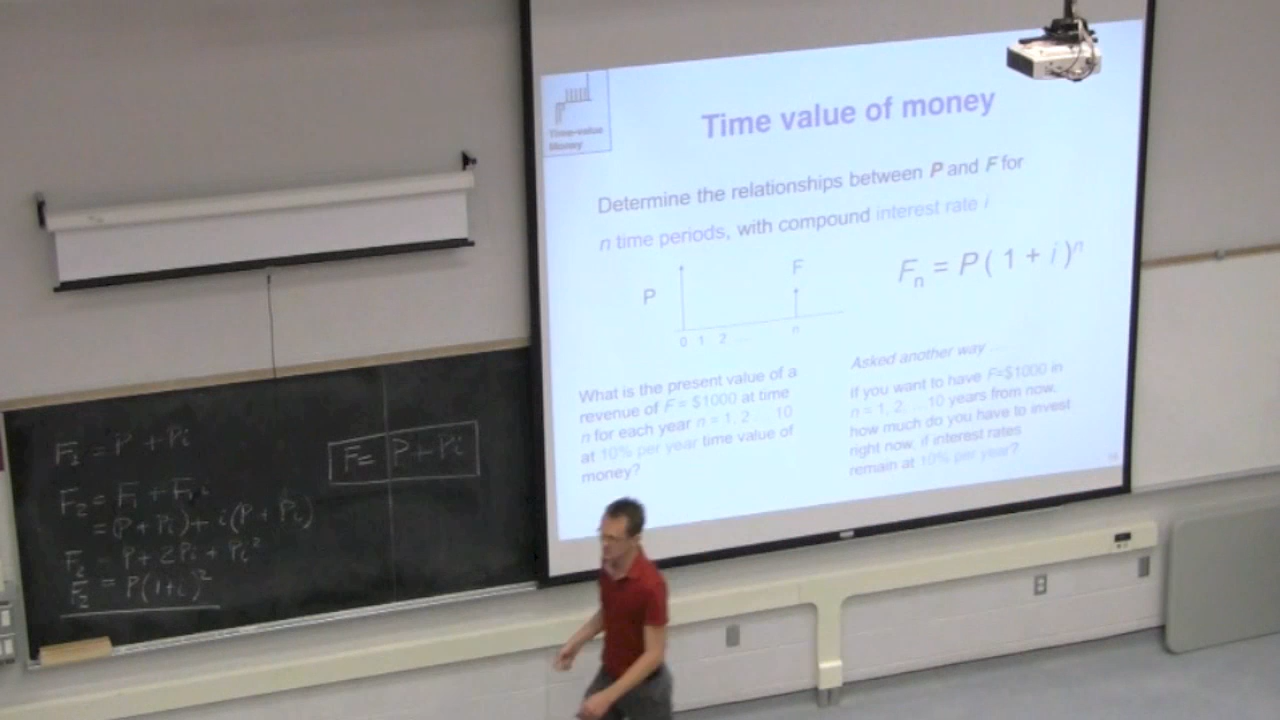 F₁ = P + Pi
F₂ = F₁ + F₁i
= (P + Pi) + i(P + Pi)
F₂ = P + 2Pi + Pi²
F₂ = P(1+i)²
F = P + Pi
Time-value
Money
Time value of money
Determine the relationships between P and F for
n time periods, with compound interest rate i
P
F
0 1 2 ...
n
Fn = P ( 1 + i )ⁿ
What is the present value of a
revenue of F = $1000 at time
n for each year n = 1, 2 ... 10
at 10% per year time value of
money?
Asked another way ...
If you want to have F=$1000 in
n = 1, 2, ... 10 years from now,
how much do you have to invest
right now, if interest rates
remain at 10% per year?